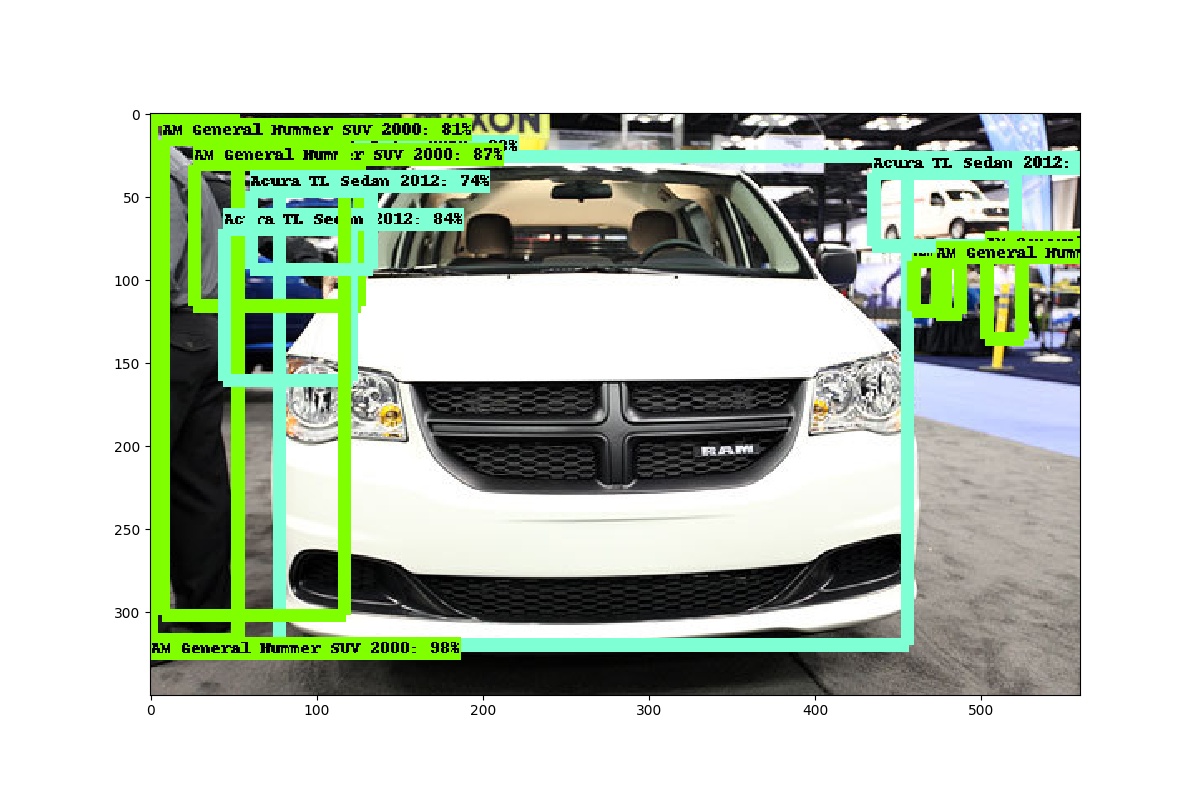 AXON
AM General Hummer SUV 2000: 81%
AM General Hummer SUV 2000: 87%
Acura TL Sedan 2012:
Acura TL Sedan 2012: 74%
Acura TL Sedan 2012: 84%
AM General Humm
RAM
AM General Hummer SUV 2000: 98%
0
50
100
150
200
250
300
0 100 200 300 400 500